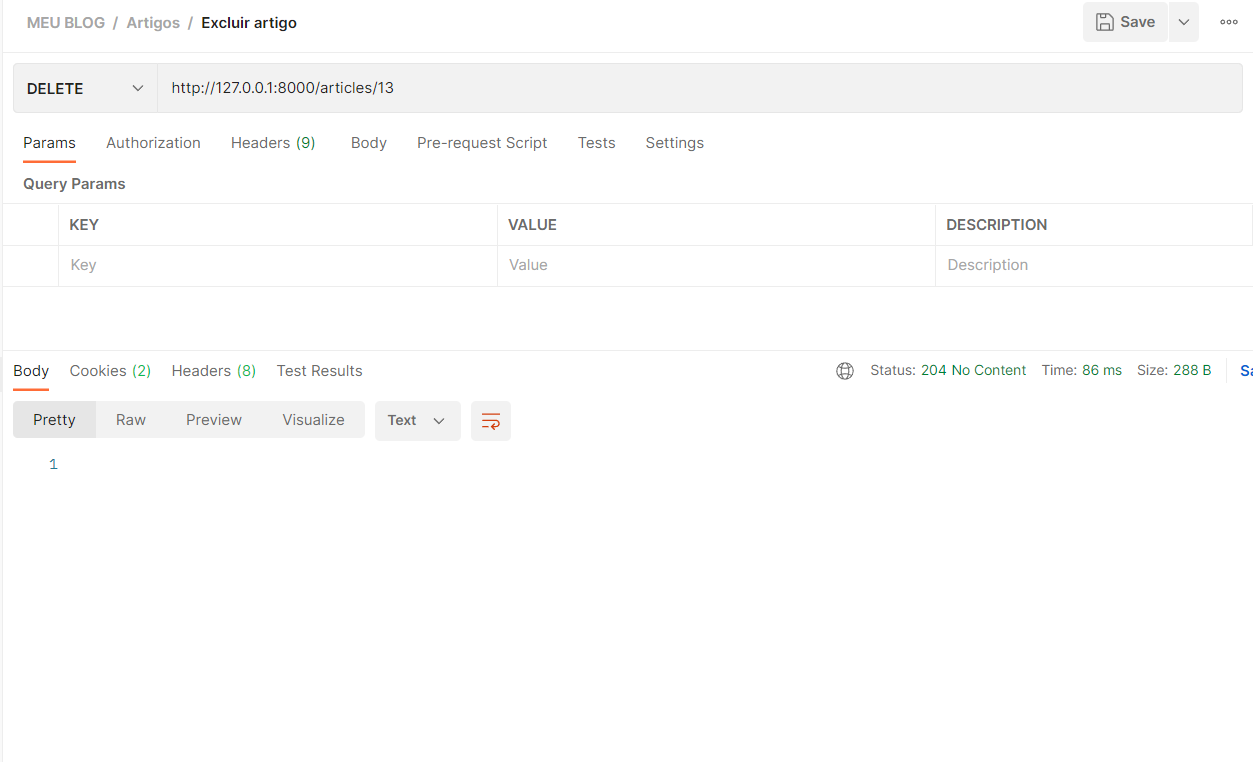 MEU BLOG / Artigos / Excluir artigo
Save
DELETE
http://127.0.0.1:8000/articles/13
Params Authorization Headers (9) Body Pre-request Script Tests Settings
Query Params
KEY VALUE DESCRIPTION
Key Value Description
Body Cookies (2) Headers (8) Test Results Status: 204 No Content Time: 86 ms Size: 288 B
Pretty Raw Preview Visualize Text
1